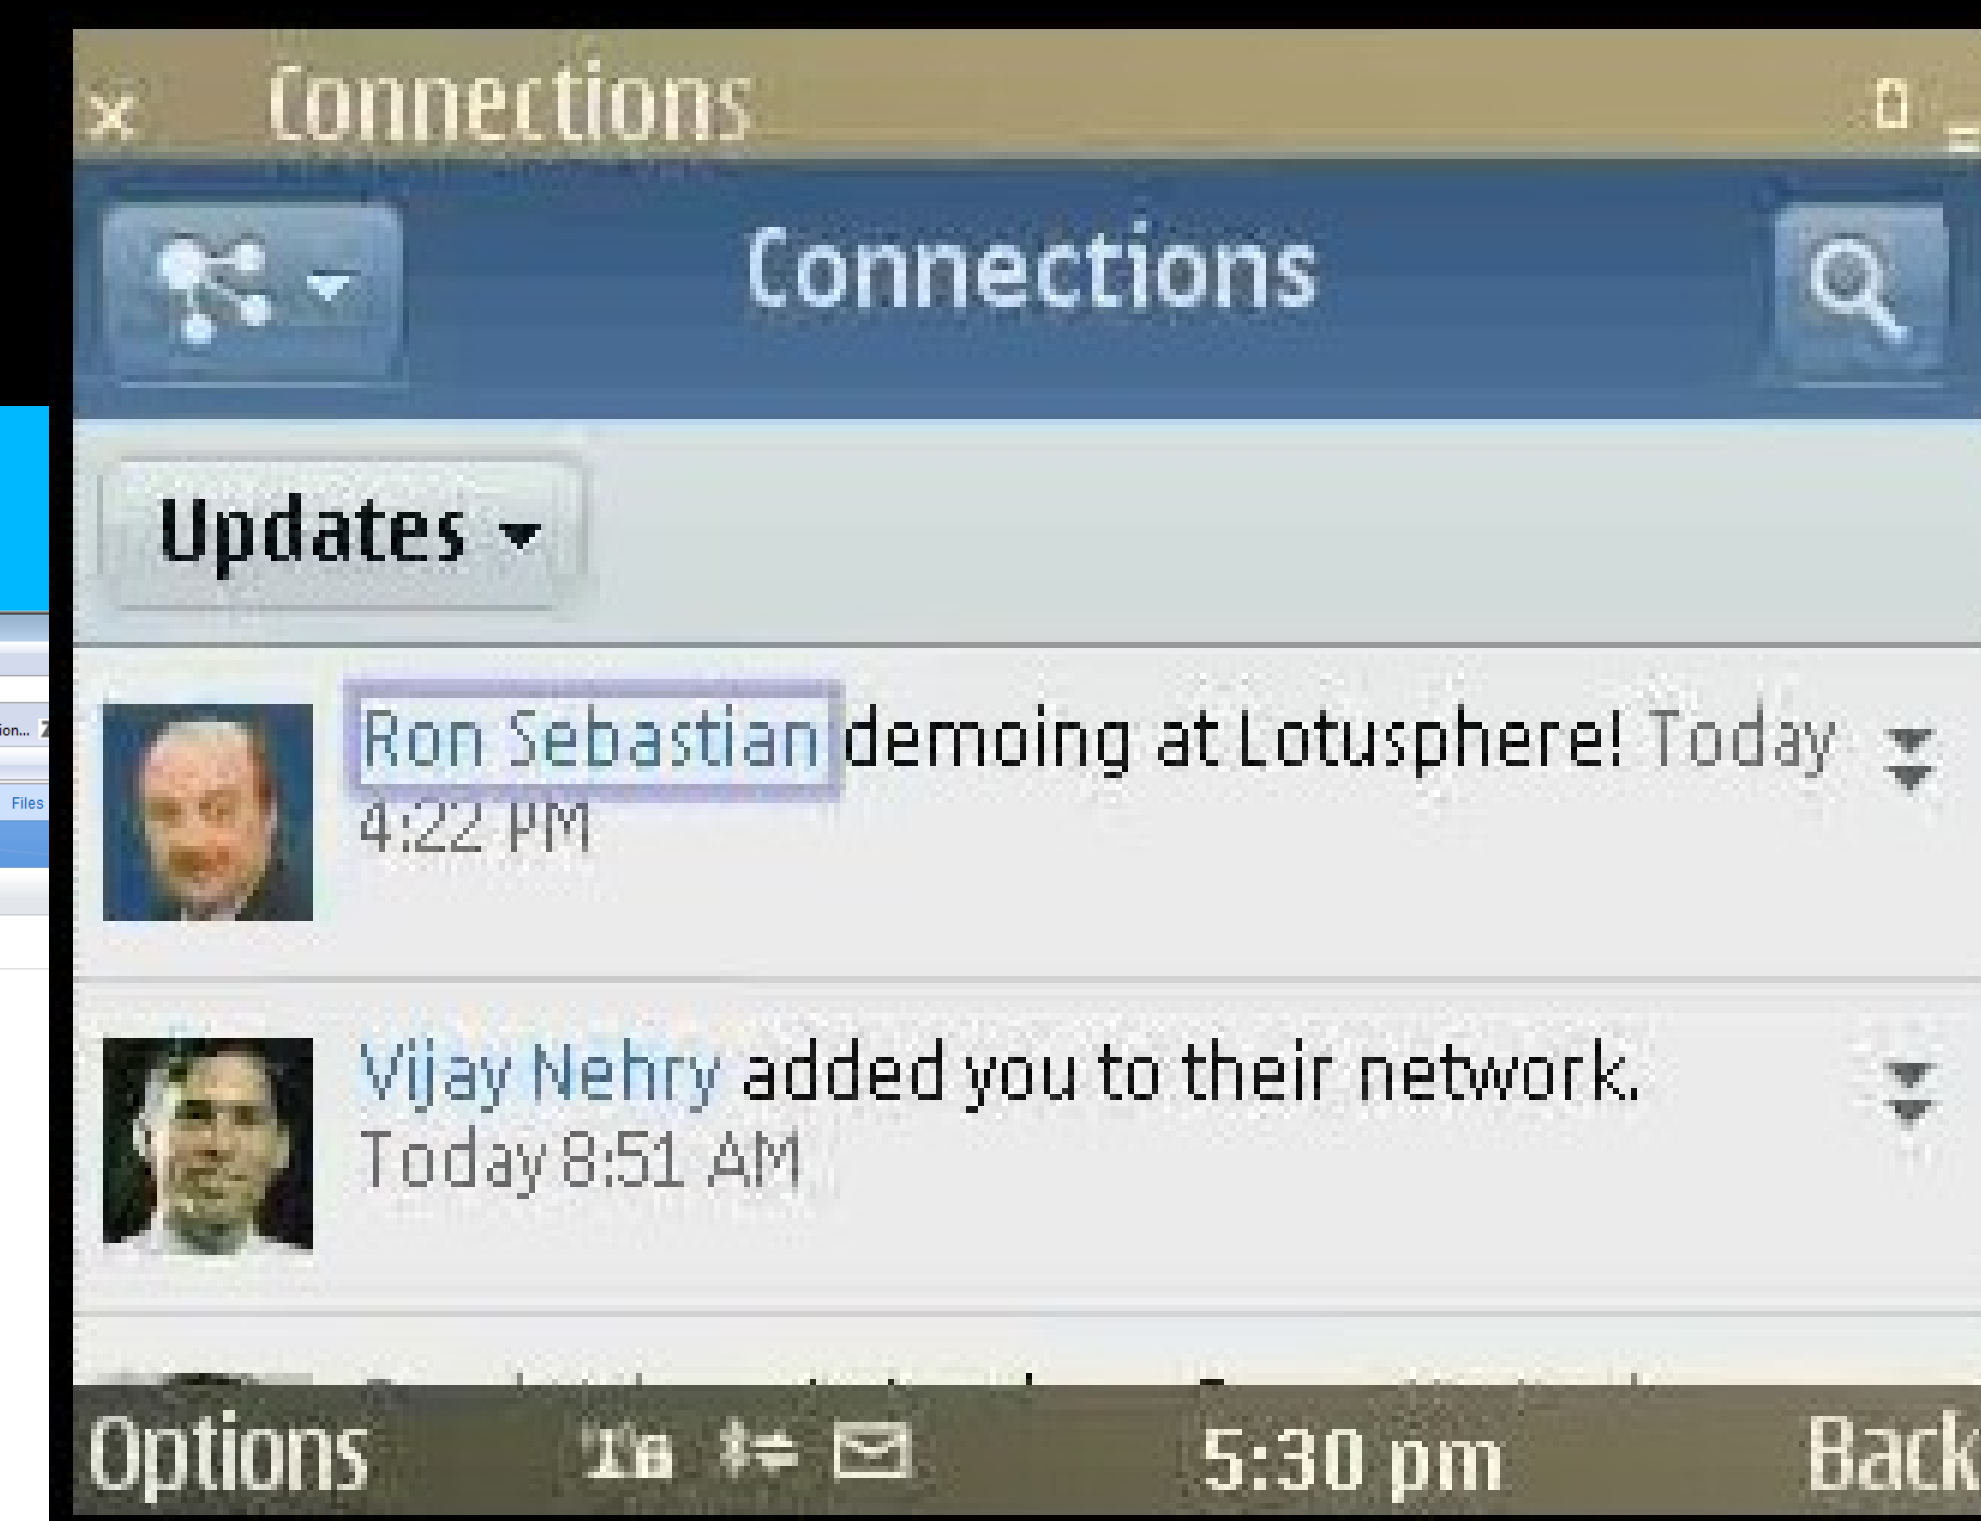 Connections
Connections
Updates
ion...
Files
Ron Sebastian demoing at Lotusphere! Today
4:22 PM
Vijay Nehry added you to their network.
Today 8:51 AM
Options 5:30 pm Back